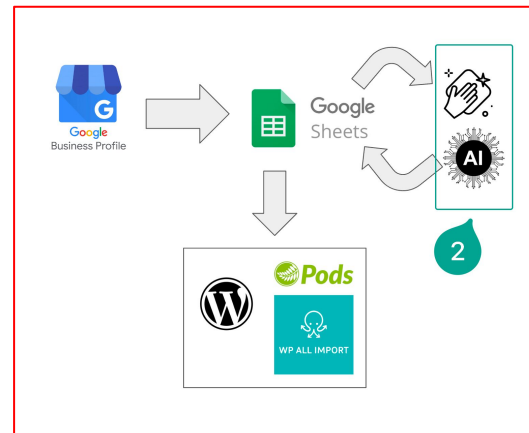 G
Google
Business Profile
Google
Sheets
AI
2
W
Pods
WP ALL IMPORT